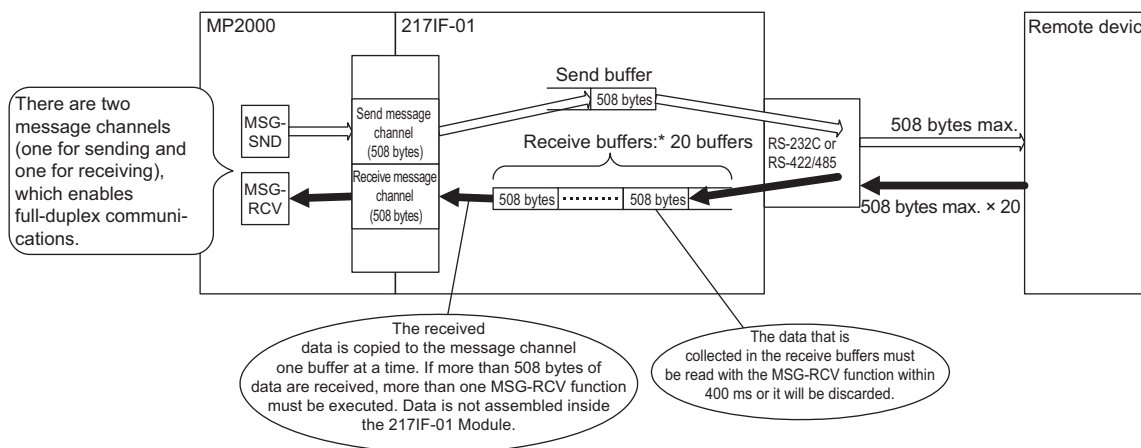 MP2000
217IF-01
Remote device
There are two
message channels
(one for sending and
one for receiving),
which enables
full-duplex communi-
cations.
MSG-
SND
MSG-
RCV
Send message
channel
(508 bytes)
Receive message
channel
(508 bytes)
Send buffer
508 bytes
Receive buffers:* 20 buffers
508 bytes
508 bytes
RS-232C or
RS-422/485
508 bytes max.
508 bytes max. × 20
The received
data is copied to the message channel
one buffer at a time. If more than 508 bytes of
data are received, more than one MSG-RCV function
must be executed. Data is not assembled inside
the 217IF-01 Module.
The data that is
collected in the receive buffers must
be read with the MSG-RCV function within
400 ms or it will be discarded.